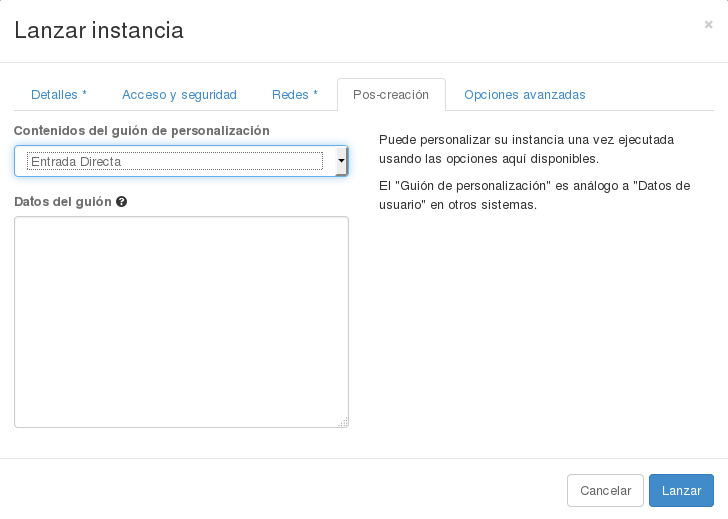 Lanzar instancia
×
Detalles * Acceso y seguridad Redes * Pos-creación Opciones avanzadas
Contenidos del guión de personalización
Entrada Directa
Datos del guión ?
Puede personalizar su instancia una vez ejecutada
usando las opciones aquí disponibles.
El "Guión de personalización" es análogo a "Datos de
usuario" en otros sistemas.
Cancelar Lanzar